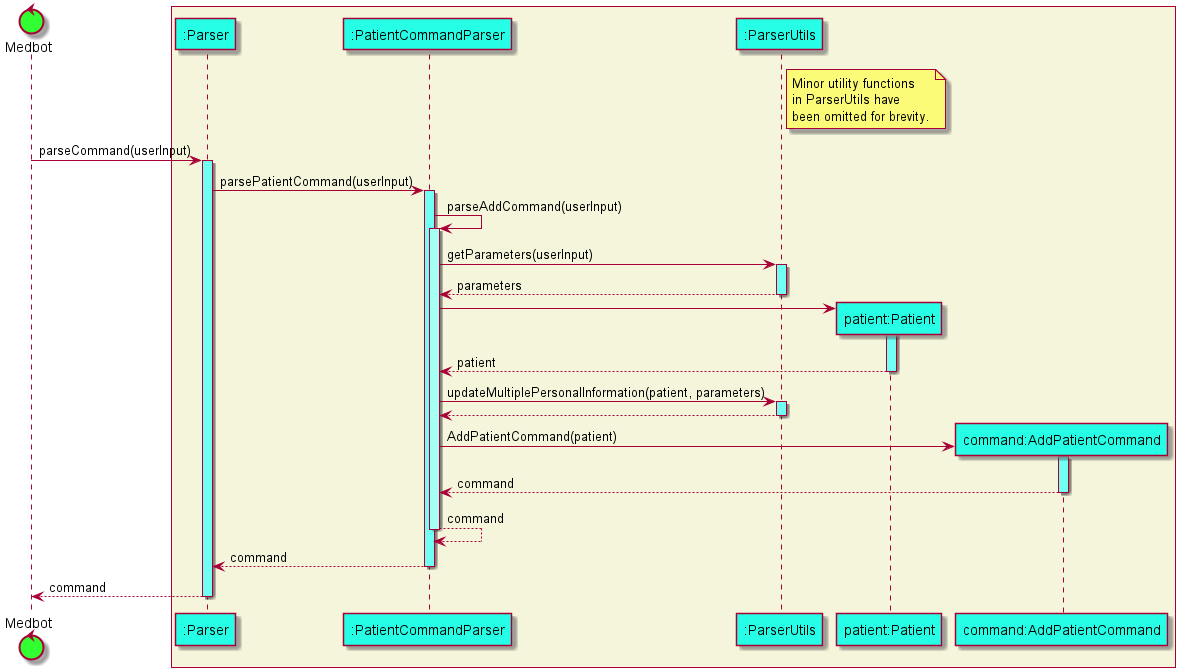 :Parser
:PatientCommandParser
:ParserUtils
Medbot
Minor utility functions
in ParserUtils have
been omitted for brevity.
parseCommand(userInput)
parsePatientCommand(userInput)
parseAddCommand(userInput)
getParameters(userInput)
parameters
patient:Patient
patient
updateMultiplePersonalInformation(patient, parameters)
AddPatientCommand(patient)
command:AddPatientCommand
command
command
command
command
Medbot
:Parser
:PatientCommandParser
:ParserUtils
patient:Patient
command:AddPatientCommand